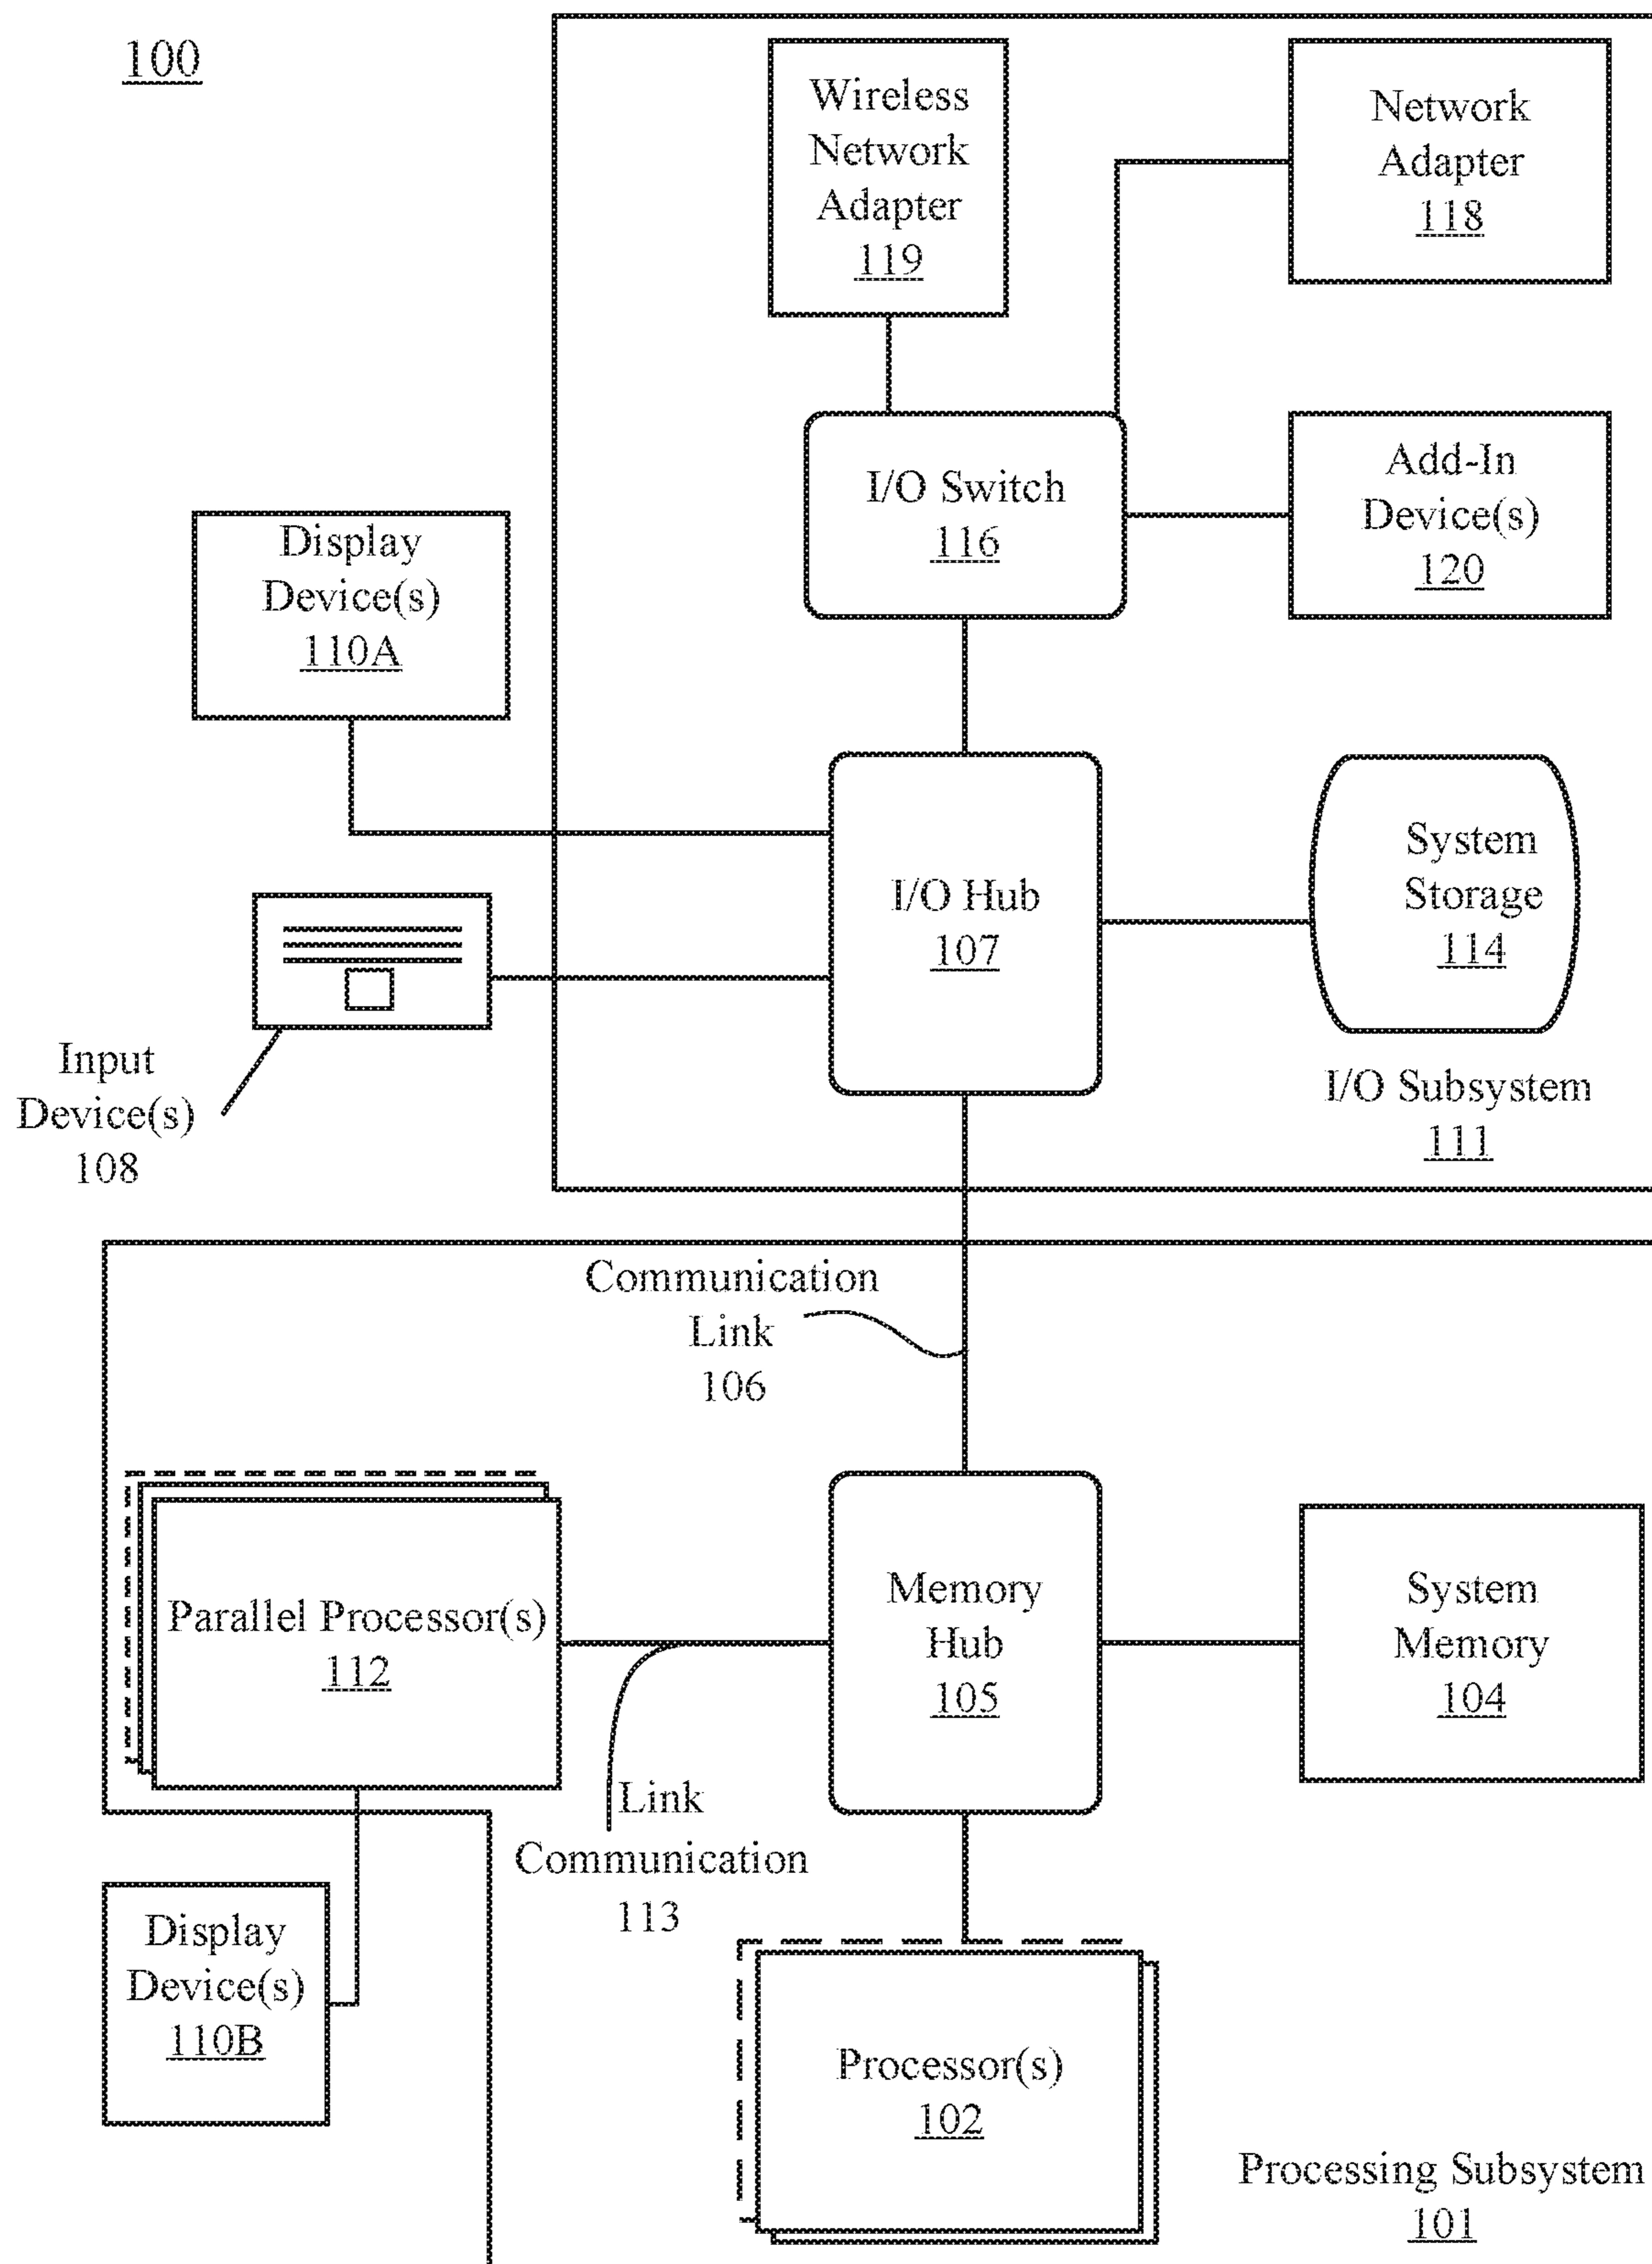 100
Wireless
Network
Adapter
119
Network
Adapter
118
I/O Switch
116
Add-In
Device(s)
120
Display
Device(s)
110A
I/O Hub
107
System
Storage
114
Input
Device(s)
108
I/O Subsystem
111
Communication
Link
106
Parallel Processor(s)
112
Memory
Hub
105
System
Memory
104
Link
Communication
113
Display
Device(s)
110B
Processor(s)
102
Processing Subsystem
101